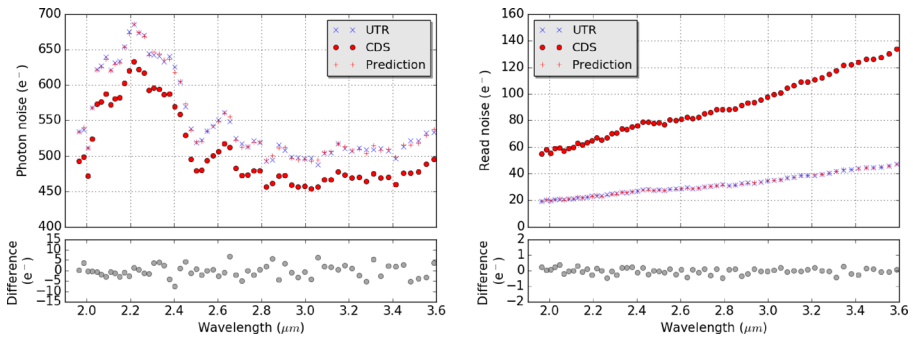 700
650
600
550
500
450
400
Photon noise (e⁻)
UTR
CDS
Prediction
15
10
5
0
−5
−10
−15
Difference
(e⁻)
2.0 2.2 2.4 2.6 2.8 3.0 3.2 3.4 3.6
Wavelength (μm)
160
140
120
100
80
60
40
20
0
Read noise (e⁻)
UTR
CDS
Prediction
2
1
0
−1
−2
Difference
(e⁻)
2.0 2.2 2.4 2.6 2.8 3.0 3.2 3.4 3.6
Wavelength (μm)